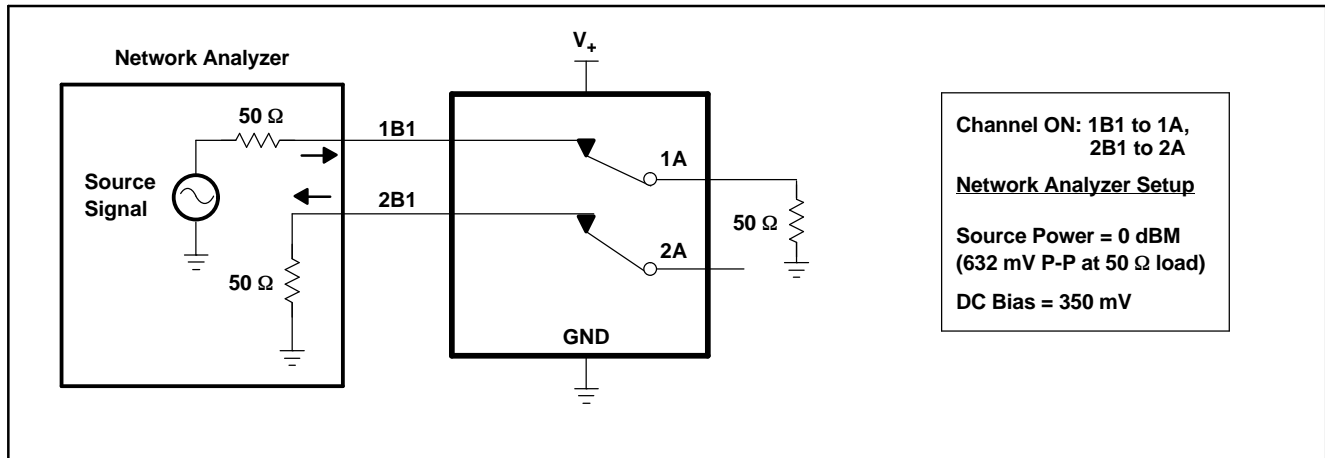 Network Analyzer
50 Ω
Source
Signal
50 Ω
1B1
2B1
V+
1A
2A
GND
50 Ω
Channel ON: 1B1 to 1A,
2B1 to 2A
Network Analyzer Setup
Source Power = 0 dBM
(632 mV P-P at 50 Ω load)
DC Bias = 350 mV